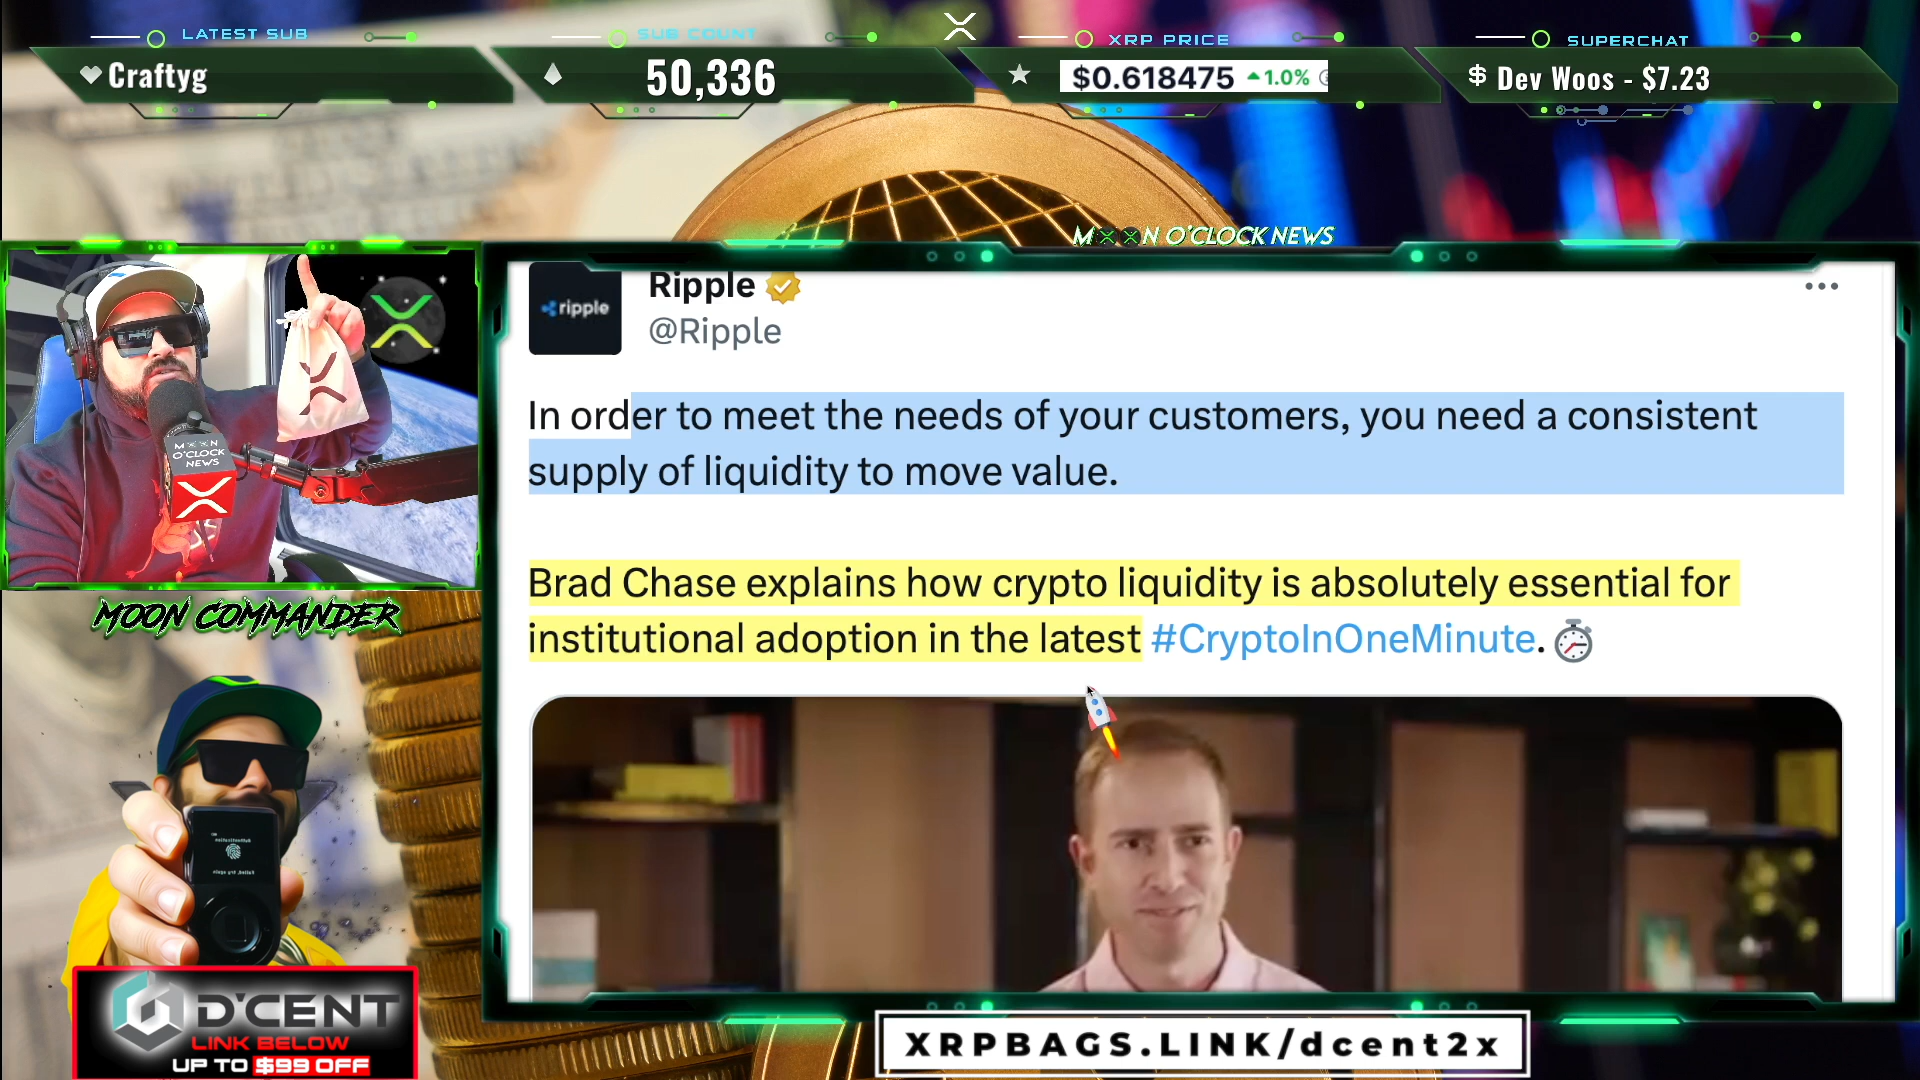 LATEST SUB
SUB COUNT
XRP PRICE
SUPERCHAT
Craftyg
50,336
$0.618475 1.0%
$ Dev Woos - $7.23
MOON O'CLOCK NEWS
ripple
Ripple
@Ripple
In order to meet the needs of your customers, you need a consistent
supply of liquidity to move value.
Brad Chase explains how crypto liquidity is absolutely essential for
institutional adoption in the latest #CryptoInOneMinute.
MOON
O'CLOCK
NEWS
MOON COMMANDER
D'CENT
LINK BELOW
UP TO $99 OFF
XRPBAGS.LINK/dcent2x